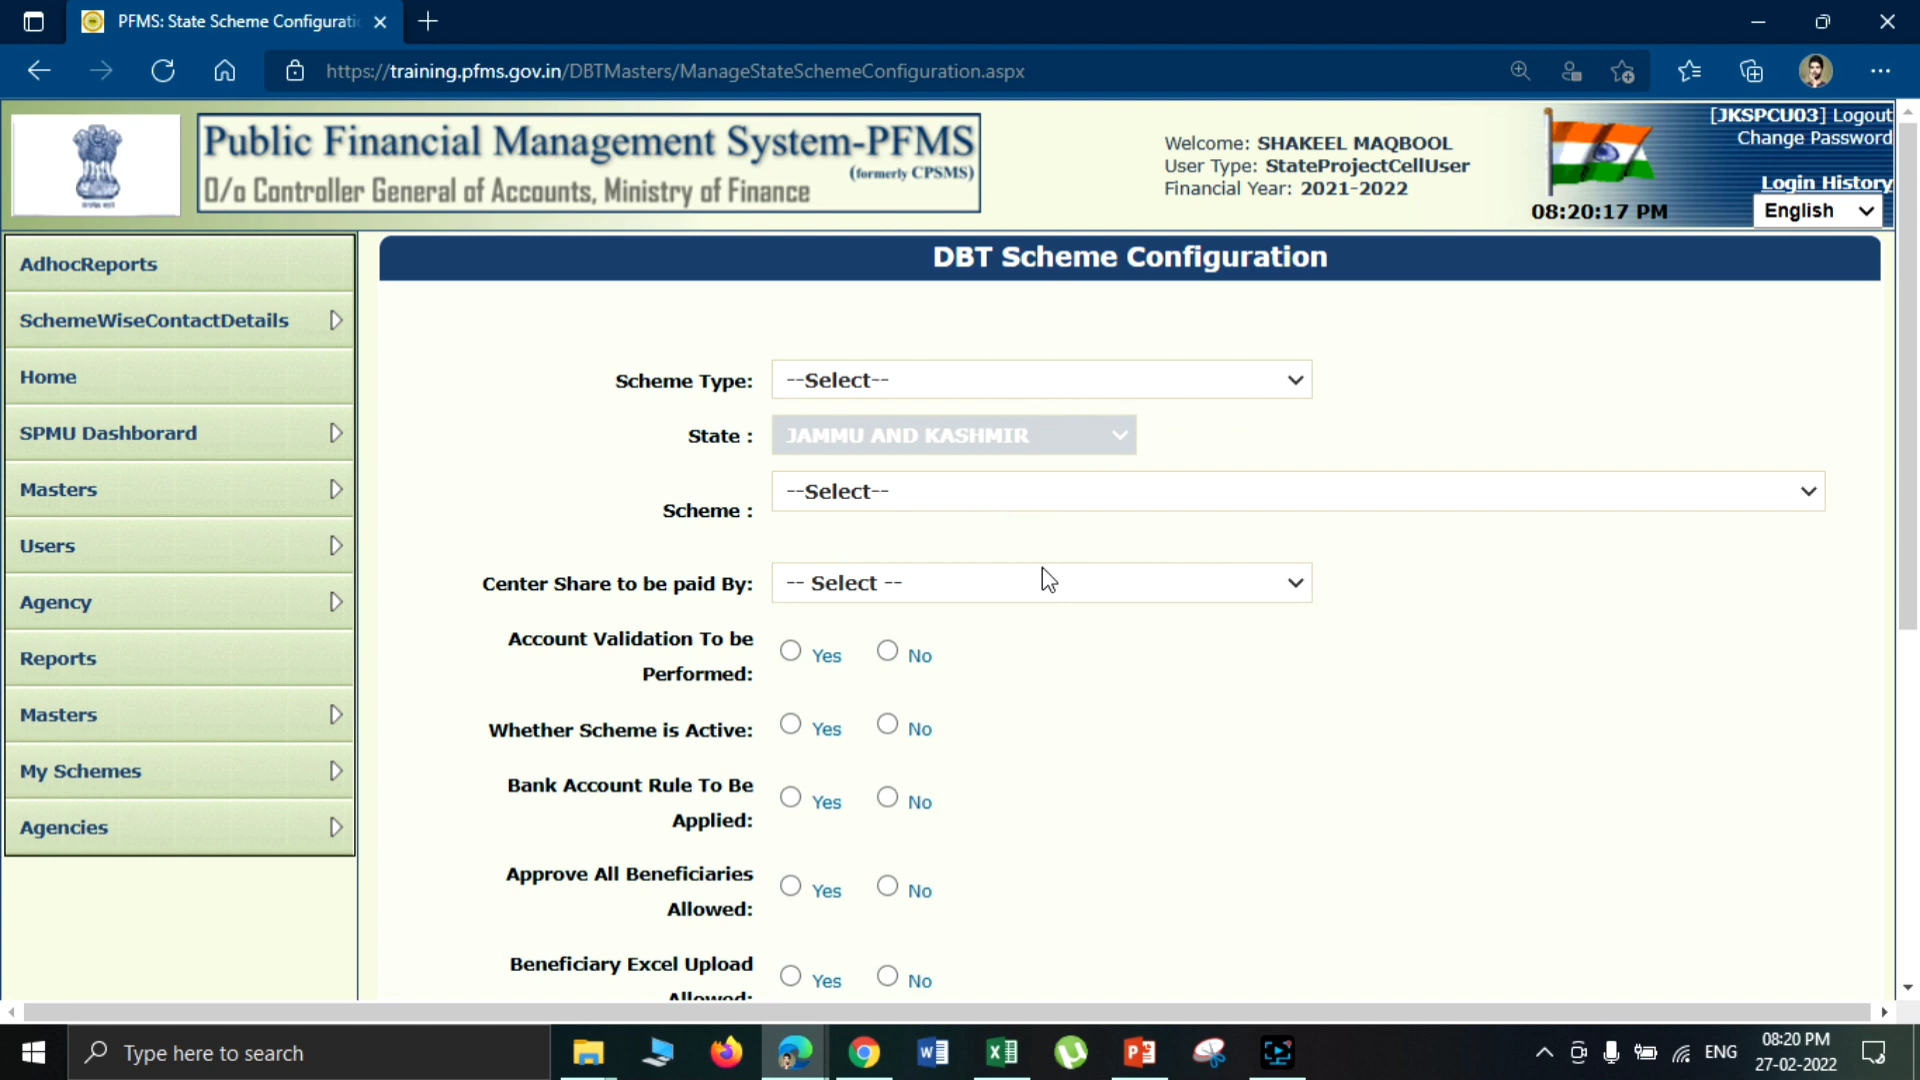 PFMS: State Scheme Configurati
https://training.pfms.gov.in/DBTMasters/ManageStateSchemeConfiguration.aspx
Public Financial Management System-PFMS
(formerly CPSMS)
O/o Controller General of Accounts, Ministry of Finance
Welcome: SHAKEEL MAQBOOL
User Type: StateProjectCellUser
Financial Year: 2021-2022
08:20:17 PM
[JKSPCU03] Logout
Change Password
Login History
English
AdhocReports
SchemeWiseContactDetails
Home
SPMU Dashborard
Masters
Users
Agency
Reports
Masters
My Schemes
Agencies
DBT Scheme Configuration
Scheme Type: --Select--
State : JAMMU AND KASHMIR
Scheme : --Select--
Center Share to be paid By: -- Select --
Account Validation To be
Performed: Yes No
Whether Scheme is Active: Yes No
Bank Account Rule To Be
Applied: Yes No
Approve All Beneficiaries
Allowed: Yes No
Beneficiary Excel Upload
Allowed: Yes No
Type here to search
ENG
08:20 PM
27-02-2022